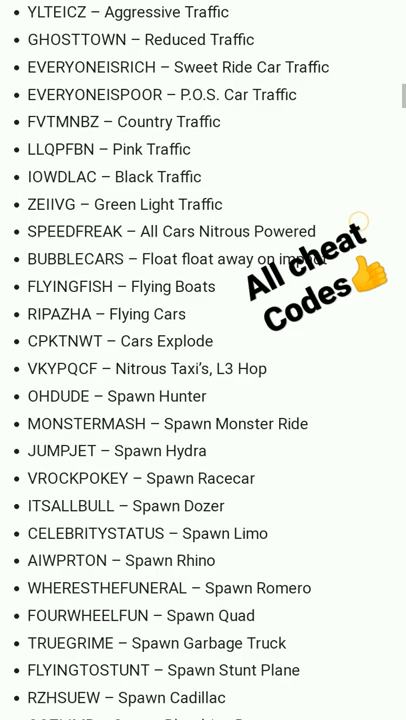 • YLTEICZ – Aggressive Traffic
• GHOSTTOWN – Reduced Traffic
• EVERYONEISRICH – Sweet Ride Car Traffic
• EVERYONEISPOOR – P.O.S. Car Traffic
• FVTMNBZ – Country Traffic
• LLQPFBN – Pink Traffic
• IOWDLAC – Black Traffic
• ZEIIVG – Green Light Traffic
• SPEEDFREAK – All Cars Nitrous Powered
• BUBBLECARS – Float float away on impact
• FLYINGFISH – Flying Boats
• RIPAZHA – Flying Cars
• CPKTNWT – Cars Explode
• VKYPQCF – Nitrous Taxi's, L3 Hop
• OHDUDE – Spawn Hunter
• MONSTERMASH – Spawn Monster Ride
• JUMPJET – Spawn Hydra
• VROCKPOKEY – Spawn Racecar
• ITSALLBULL – Spawn Dozer
• CELEBRITYSTATUS – Spawn Limo
• AIWPRTON – Spawn Rhino
• WHERESTHEFUNERAL – Spawn Romero
• FOURWHEELFUN – Spawn Quad
• TRUEGRIME – Spawn Garbage Truck
• FLYINGTOSTUNT – Spawn Stunt Plane
• RZHSUEW – Spawn Cadillac
All cheat
Codes👍